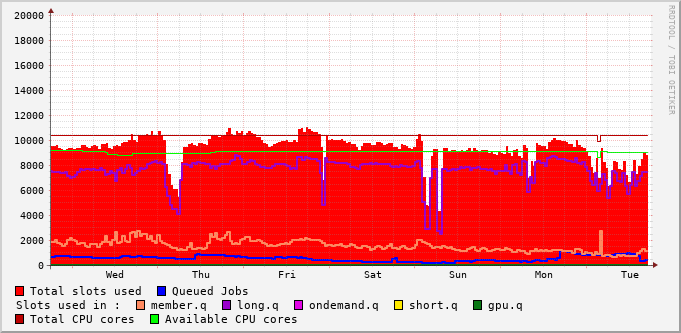 20000
18000
16000
14000
12000
10000
8000
6000
4000
2000
0
Wed Thu Fri Sat Sun Mon Tue
Total slots used Queued Jobs
Slots used in : member.q long.q ondemand.q short.q gpu.q
Total CPU cores Available CPU cores
RRDTOOL / TOBI OETIKER